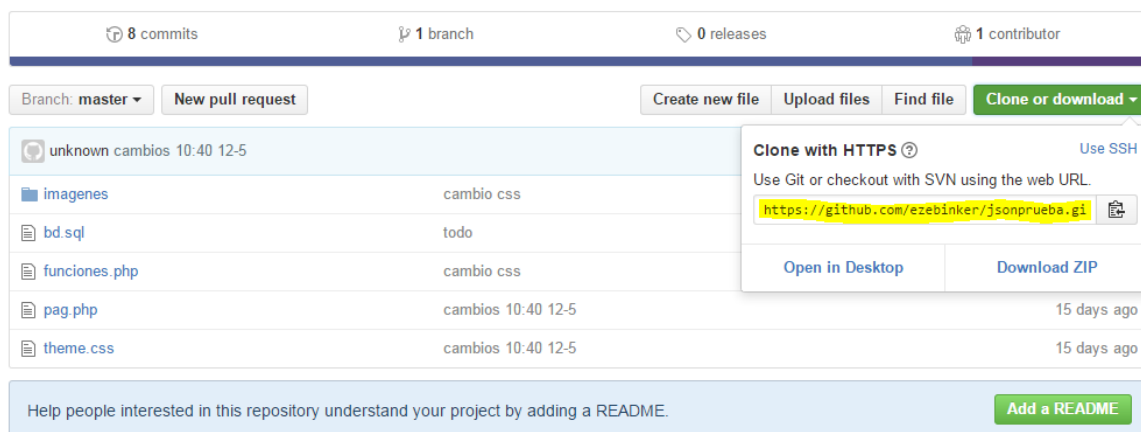 8 commits 1 branch 0 releases 1 contributor
Branch: master New pull request Create new file Upload files Find file Clone or download
unknown cambios 10:40 12-5
Clone with HTTPS Use SSH
Use Git or checkout with SVN using the web URL.
https://github.com/ezebinker/jsonprueba.gi
Open in Desktop Download ZIP
imagenes cambio css
bd.sql todo
funciones.php cambio css
pag.php cambios 10:40 12-5 15 days ago
theme.css cambios 10:40 12-5 15 days ago
Help people interested in this repository understand your project by adding a README. Add a README